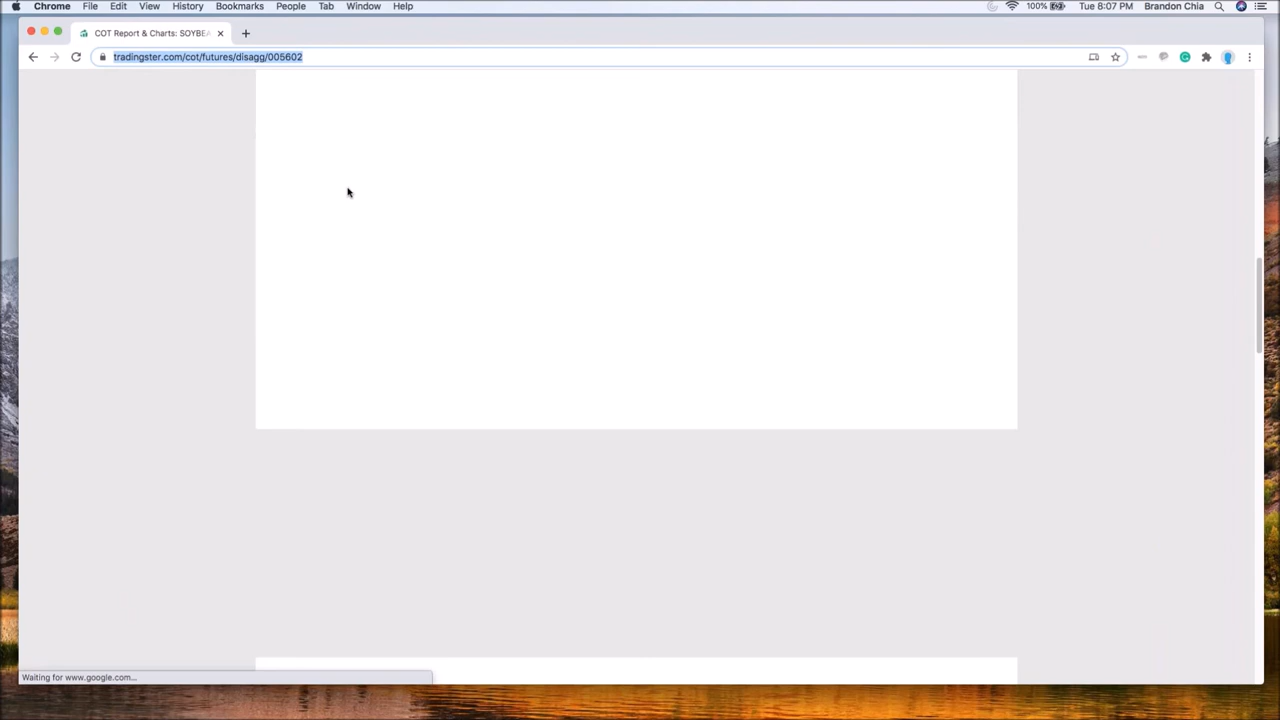 Chrome File Edit View History Bookmarks People Tab Window Help 100% Tue 8:07 PM Brandon Chia
COT Report & Charts: SOYBEA
tradingster.com/cot/futures/disagg/005602
Waiting for www.google.com...